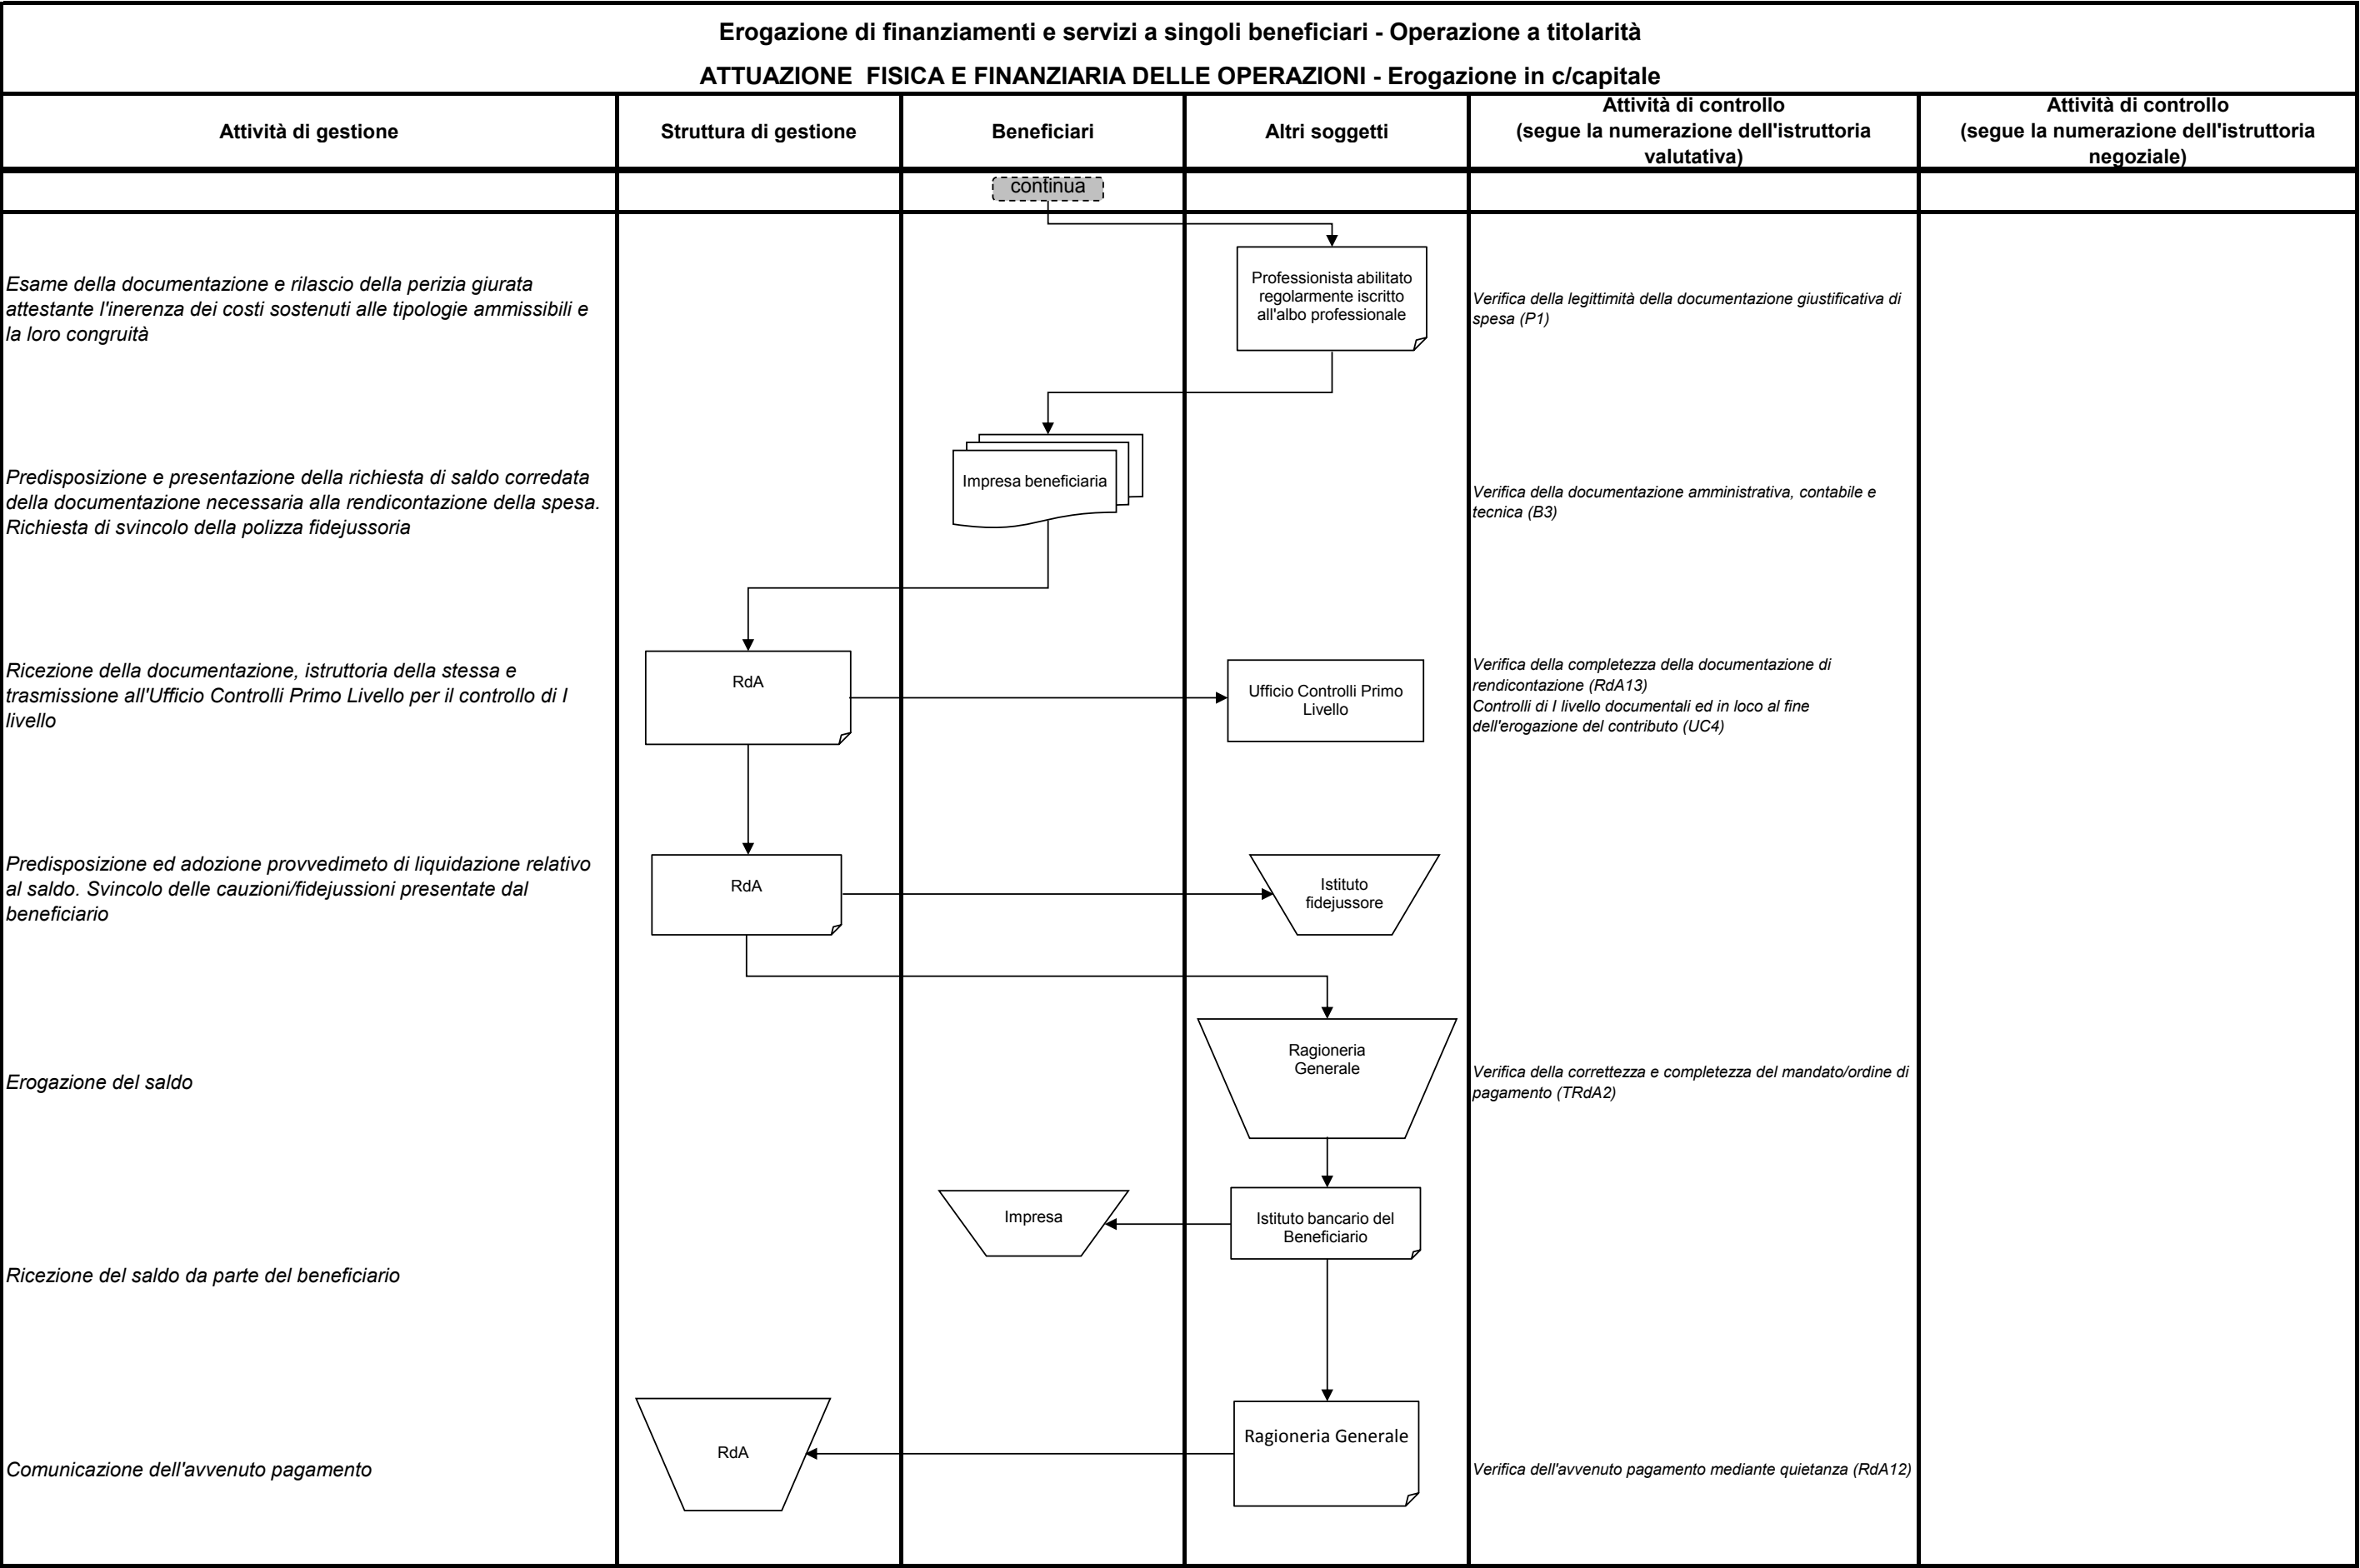 Erogazione di finanziamenti e servizi a singoli beneficiari - Operazione a titolarità
ATTUAZIONE  FISICA E FINANZIARIA DELLE OPERAZIONI - Erogazione in c/capitale
Attività di gestione
Struttura di gestione
Beneficiari
Altri soggetti
Attività di controllo
(segue la numerazione dell'istruttoria
valutativa)
Attività di controllo
(segue la numerazione dell'istruttoria
negoziale)
continua
Esame della documentazione e rilascio della perizia giurata
attestante l'inerenza dei costi sostenuti alle tipologie ammissibili e
la loro congruità
Professionista abilitato
regolarmente iscritto
all'albo professionale
Verifica della legittimità della documentazione giustificativa di
spesa (P1)
Predisposizione e presentazione della richiesta di saldo corredata
della documentazione necessaria alla rendicontazione della spesa.
Richiesta di svincolo della polizza fidejussoria
Impresa beneficiaria
Verifica della documentazione amministrativa, contabile e
tecnica (B3)
Ricezione della documentazione, istruttoria della stessa e
trasmissione all'Ufficio Controlli Primo Livello per il controllo di I
livello
RdA
Ufficio Controlli Primo
Livello
Verifica della completezza della documentazione di
rendicontazione (RdA13)
Controlli di I livello documentali ed in loco al fine
dell'erogazione del contributo (UC4)
Predisposizione ed adozione provvedimeto di liquidazione relativo
al saldo. Svincolo delle cauzioni/fidejussioni presentate dal
beneficiario
RdA
Istituto
fidejussore
Erogazione del saldo
Ragioneria
Generale
Verifica della correttezza e completezza del mandato/ordine di
pagamento (TRdA2)
Impresa
Istituto bancario del
Beneficiario
Ricezione del saldo da parte del beneficiario
Comunicazione dell'avvenuto pagamento
RdA
Ragioneria Generale
Verifica dell'avvenuto pagamento mediante quietanza (RdA12)